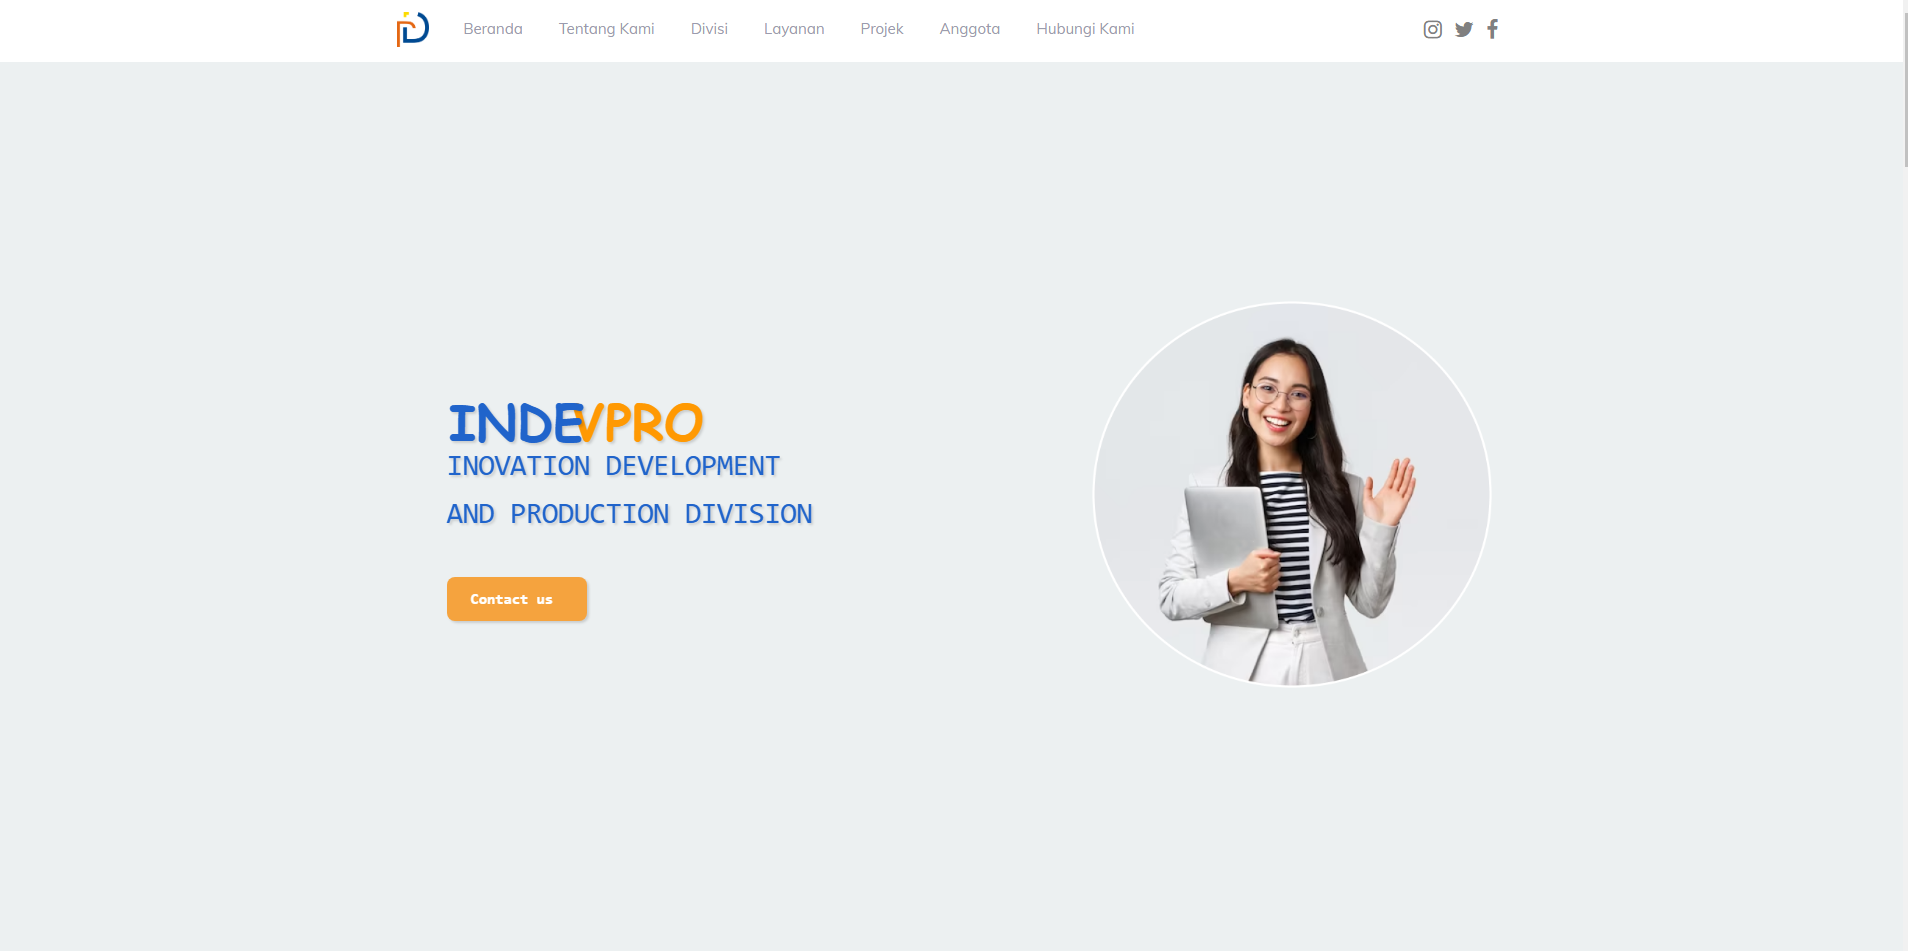 Beranda Tentang Kami Divisi Layanan Projek Anggota Hubungi Kami
INDEVPRO
INOVATION DEVELOPMENT
AND PRODUCTION DIVISION
Contact us